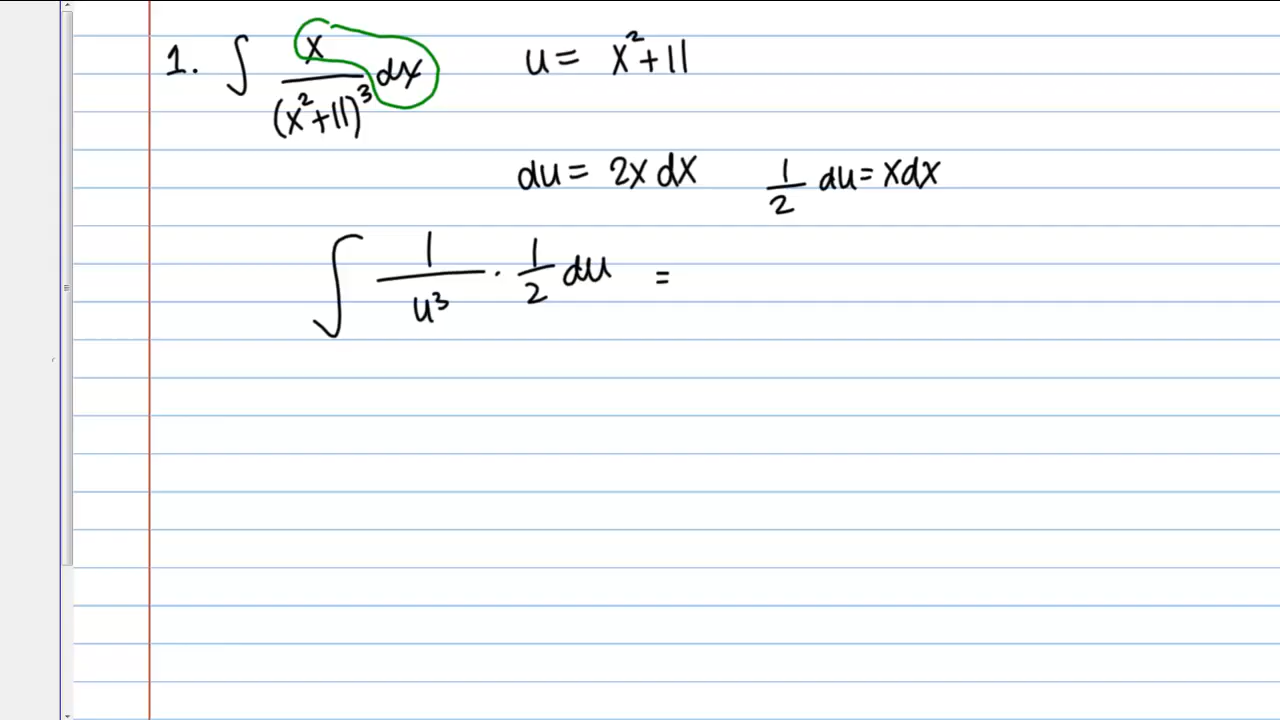 1. ∫ x/(x²+11)³ dx   u = x²+11
du = 2x dx   1/2 du = x dx
∫ 1/u³ · 1/2 du =